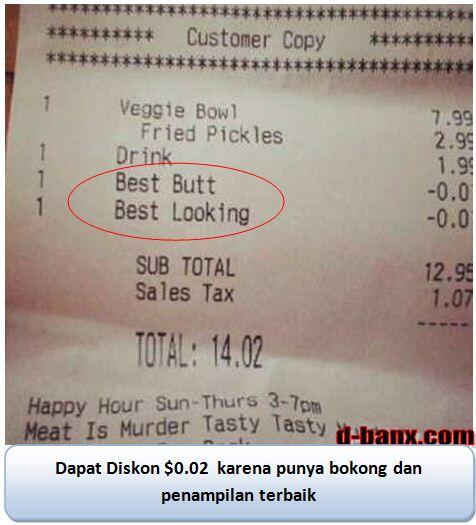 *************************************
********** Customer Copy **********
*************************************
1 Veggie Bowl 7.99
Fried Pickles 2.99
1 Drink 1.99
1 Best Butt -0.0
1 Best Looking -0.0
SUB TOTAL 12.95
Sales Tax 1.07
------
TOTAL: 14.02
Happy Hour Sun-Thurs 3-7pm
Meat Is Murder Tasty Tasty
d-banx.com
Dapat Diskon $0.02 karena punya bokong dan
penampilan terbaik